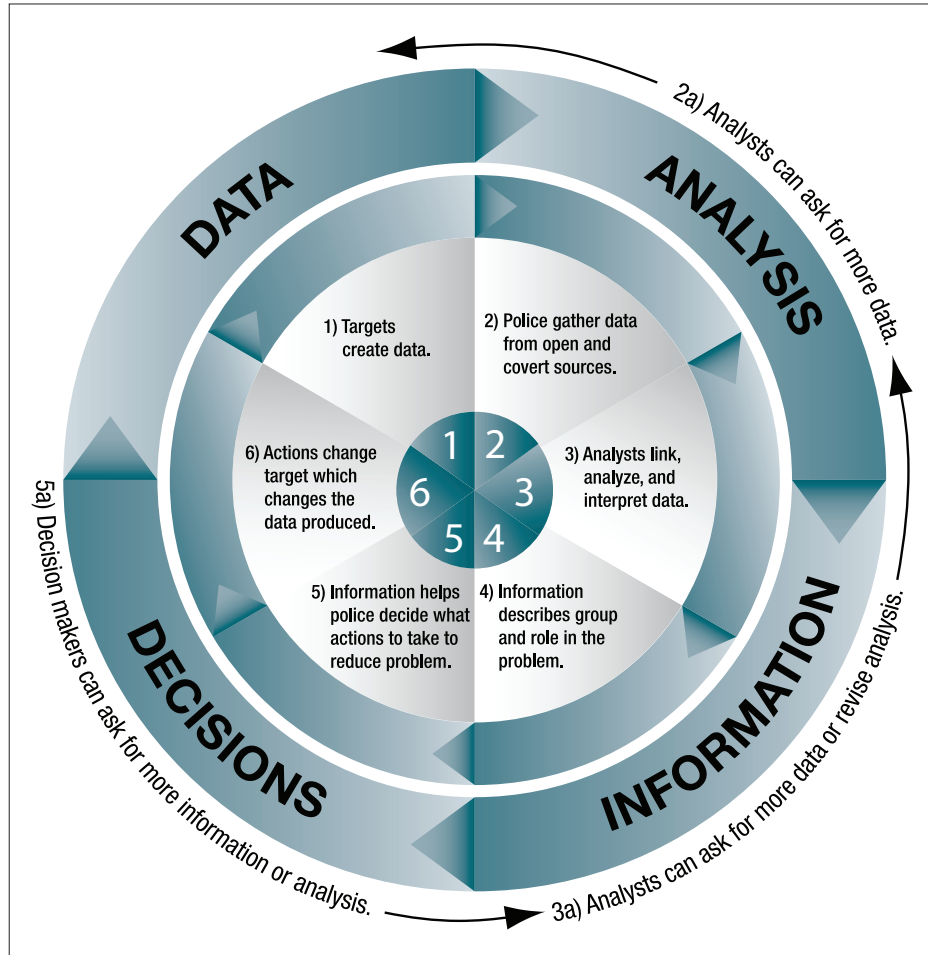 2a) Analysts can ask for more data.
DATA
ANALYSIS
1) Targets
create data.
2) Police gather data
from open and
covert sources.
6) Actions change
target which
changes the
data produced.
1
2
3) Analysts link,
analyze, and
interpret data.
6
3
5
4
5) Information helps
police decide what
actions to take to
reduce problem.
4) Information
describes group
and role in the
problem.
DECISIONS
INFORMATION
5a) Decision makers can ask for more information or analysis.
3a) Analysts can ask for more data or revise analysis.